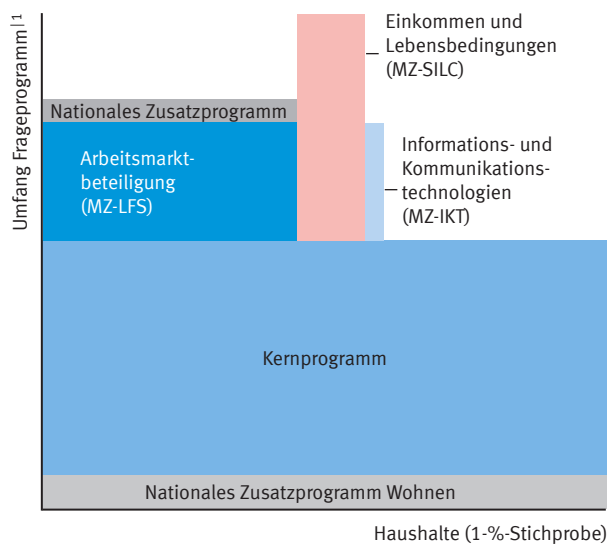 Umfang Frageprogramm|1
Einkommen und
Lebensbedingungen
(MZ-SILC)
Nationales Zusatzprogramm
Arbeitsmarkt-
beteiligung
(MZ-LFS)
Informations- und
Kommunikations-
technologien
(MZ-IKT)
Kernprogramm
Nationales Zusatzprogramm Wohnen
Haushalte (1-%-Stichprobe)